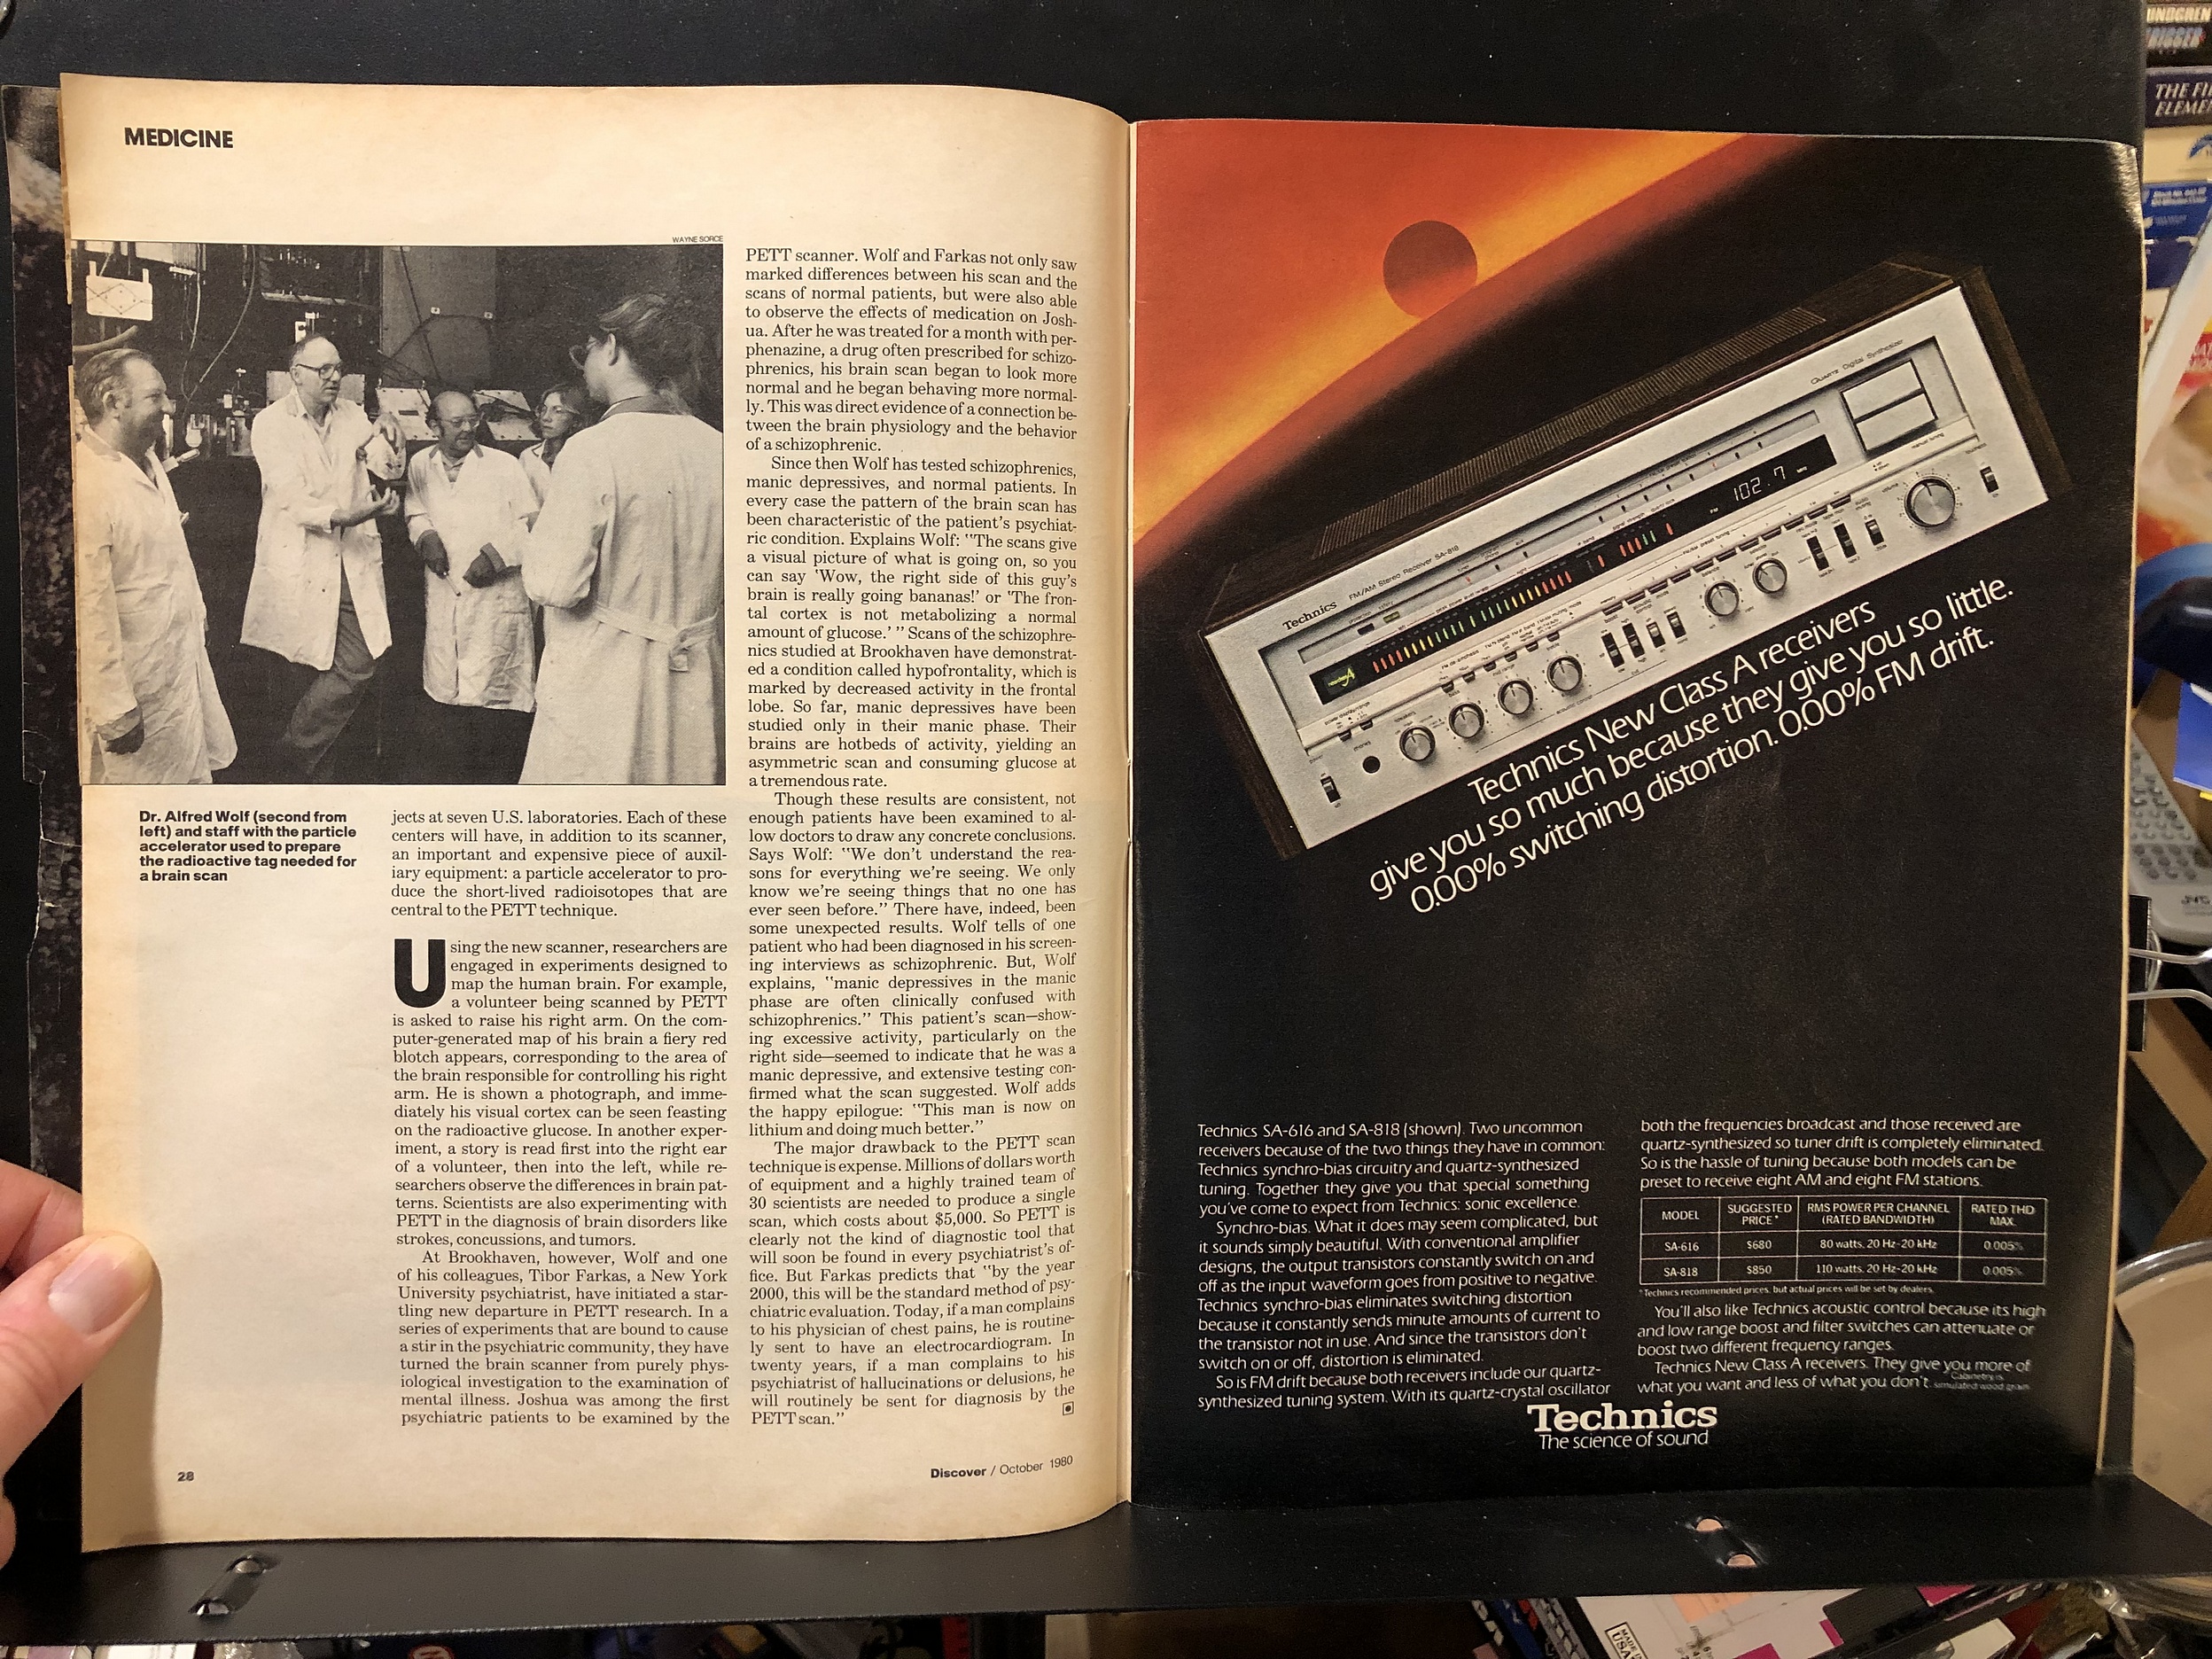 MEDICINE
WAYNE SORCE
Dr. Alfred Wolf (second from
left) and staff with the particle
accelerator used to prepare
the radioactive tag needed for
a brain scan
jects at seven U.S. laboratories. Each of these
centers will have, in addition to its scanner,
an important and expensive piece of auxil-
iary equipment: a particle accelerator to pro-
duce the short-lived radioisotopes that are
central to the PETT technique.
Using the new scanner, researchers are
engaged in experiments designed to
map the human brain. For example,
a volunteer being scanned by PETT
is asked to raise his right arm. On the com-
puter-generated map of his brain a fiery red
blotch appears, corresponding to the area of
the brain responsible for controlling his right
arm. He is shown a photograph, and imme-
diately his visual cortex can be seen feasting
on the radioactive glucose. In another exper-
iment, a story is read first into the right ear
of a volunteer, then into the left, while re-
searchers observe the differences in brain pat-
terns. Scientists are also experimenting with
PETT in the diagnosis of brain disorders like
strokes, concussions, and tumors.
At Brookhaven, however, Wolf and one
of his colleagues, Tibor Farkas, a New York
University psychiatrist, have initiated a star-
tling new departure in PETT research. In a
series of experiments that are bound to cause
a stir in the psychiatric community, they have
turned the brain scanner from purely phys-
iological investigation to the examination of
mental illness. Joshua was among the first
psychiatric patients to be examined by the
PETT scanner. Wolf and Farkas not only saw
marked differences between his scan and the
scans of normal patients, but were also able
to observe the effects of medication on Josh-
ua. After he was treated for a month with per-
phenazine, a drug often prescribed for schizo-
phrenics, his brain scan began to look more
normal and he began behaving more normal-
ly. This was direct evidence of a connection be-
tween the brain physiology and the behavior
of a schizophrenic.
Since then Wolf has tested schizophrenics,
manic depressives, and normal patients. In
every case the pattern of the brain scan has
been characteristic of the patient's psychiat-
ric condition. Explains Wolf: "The scans give
a visual picture of what is going on, so you
can say 'Wow, the right side of this guy's
brain is really going bananas!' or 'The fron-
tal cortex is not metabolizing a normal
amount of glucose.' " Scans of the schizophre-
nics studied at Brookhaven have demonstrat-
ed a condition called hypofrontality, which is
marked by decreased activity in the frontal
lobe. So far, manic depressives have been
studied only in their manic phase. Their
brains are hotbeds of activity, yielding an
asymmetric scan and consuming glucose at
a tremendous rate.
Though these results are consistent, not
enough patients have been examined to al-
low doctors to draw any concrete conclusions.
Says Wolf: "We don't understand the rea-
sons for everything we're seeing. We only
know we're seeing things that no one has
ever seen before." There have, indeed, been
some unexpected results. Wolf tells of one
patient who had been diagnosed in his screen-
ing interviews as schizophrenic. But, Wolf
explains, "manic depressives in the manic
phase are often clinically confused with
schizophrenics." This patient's scan—show-
ing excessive activity, particularly on the
right side—seemed to indicate that he was a
manic depressive, and extensive testing con-
firmed what the scan suggested. Wolf adds
the happy epilogue: "This man is now on
lithium and doing much better."
The major drawback to the PETT scan
technique is expense. Millions of dollars worth
of equipment and a highly trained team of
30 scientists are needed to produce a single
scan, which costs about $5,000. So PETT is
clearly not the kind of diagnostic tool that
will soon be found in every psychiatrist's of-
fice. But Farkas predicts that "by the year
2000, this will be the standard method of psy-
chiatric evaluation. Today, if a man complains
to his physician of chest pains, he is routine-
ly sent to have an electrocardiogram. In
twenty years, if a man complains to his
psychiatrist of hallucinations or delusions, he
will routinely be sent for diagnosis by the
PETT scan."
28
Discover / October 1980
Quartz Digital Synthesizer
102.7
Technics FM/AM Stereo Receiver SA-818
Technics New Class A receivers
give you so much because they give you so little.
0.00% switching distortion. 0.00% FM drift.
Technics SA-616 and SA-818 (shown). Two uncommon
receivers because of the two things they have in common:
Technics synchro-bias circuitry and quartz-synthesized
tuning. Together they give you that special something
you've come to expect from Technics: sonic excellence.
Synchro-bias. What it does may seem complicated, but
it sounds simply beautiful. With conventional amplifier
designs, the output transistors constantly switch on and
off as the input waveform goes from positive to negative.
Technics synchro-bias eliminates switching distortion
because it constantly sends minute amounts of current to
the transistor not in use. And since the transistors don't
switch on or off, distortion is eliminated.
So is FM drift because both receivers include our quartz-
synthesized tuning system. With its quartz-crystal oscillator
both the frequencies broadcast and those received are
quartz-synthesized so tuner drift is completely eliminated.
So is the hassle of tuning because both models can be
preset to receive eight AM and eight FM stations.
MODEL SUGGESTED PRICE* RMS POWER PER CHANNEL (RATED BANDWIDTH) RATED THD MAX.
SA-616 $680 80 watts, 20 Hz-20 kHz 0.005%
SA-818 $850 110 watts, 20 Hz-20 kHz 0.005%
*Technics recommended prices, but actual prices will be set by dealers.
You'll also like Technics acoustic control because its high
and low range boost and filter switches can attenuate or
boost two different frequency ranges.
Technics New Class A receivers. They give you more of
what you want and less of what you don't.
Cabinetry is
simulated wood grain.
Technics
The science of sound
JVC
MADE IN
USA